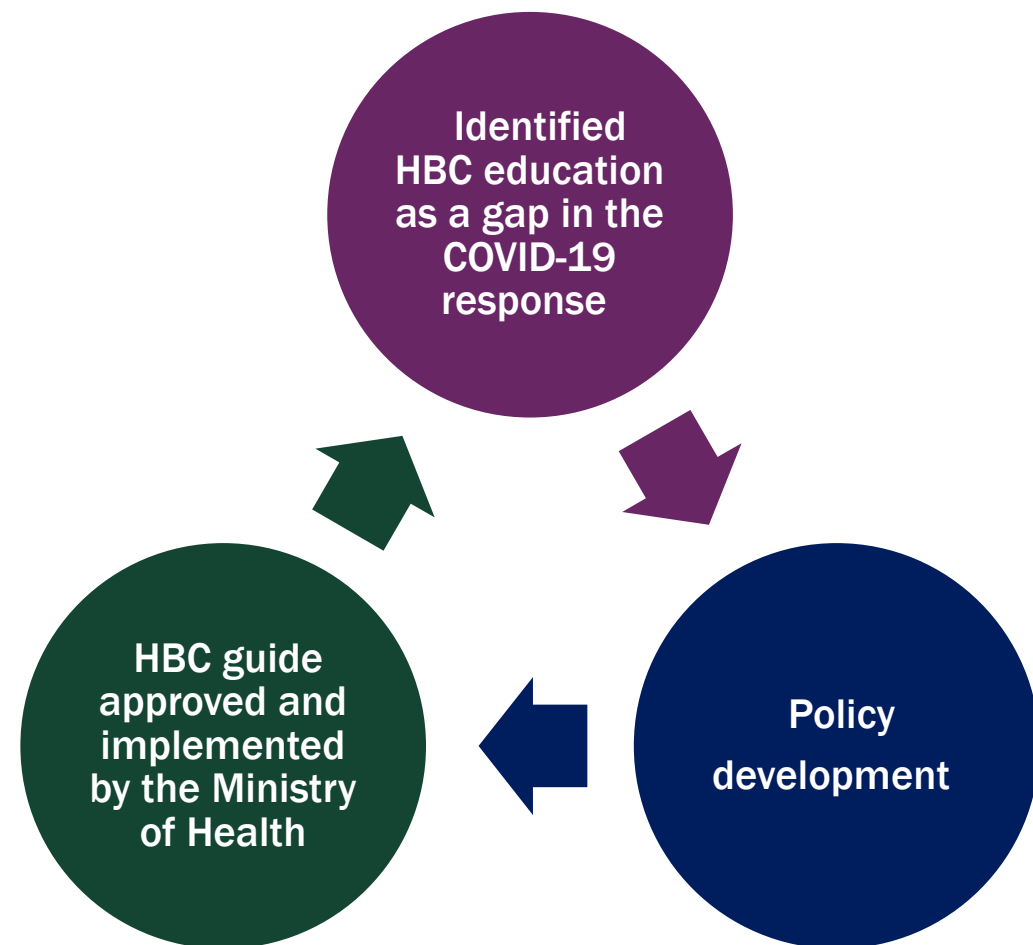 Identified
HBC education
as a gap in the
COVID-19
response
Policy
development
HBC guide
approved and
implemented
by the Ministry
of Health